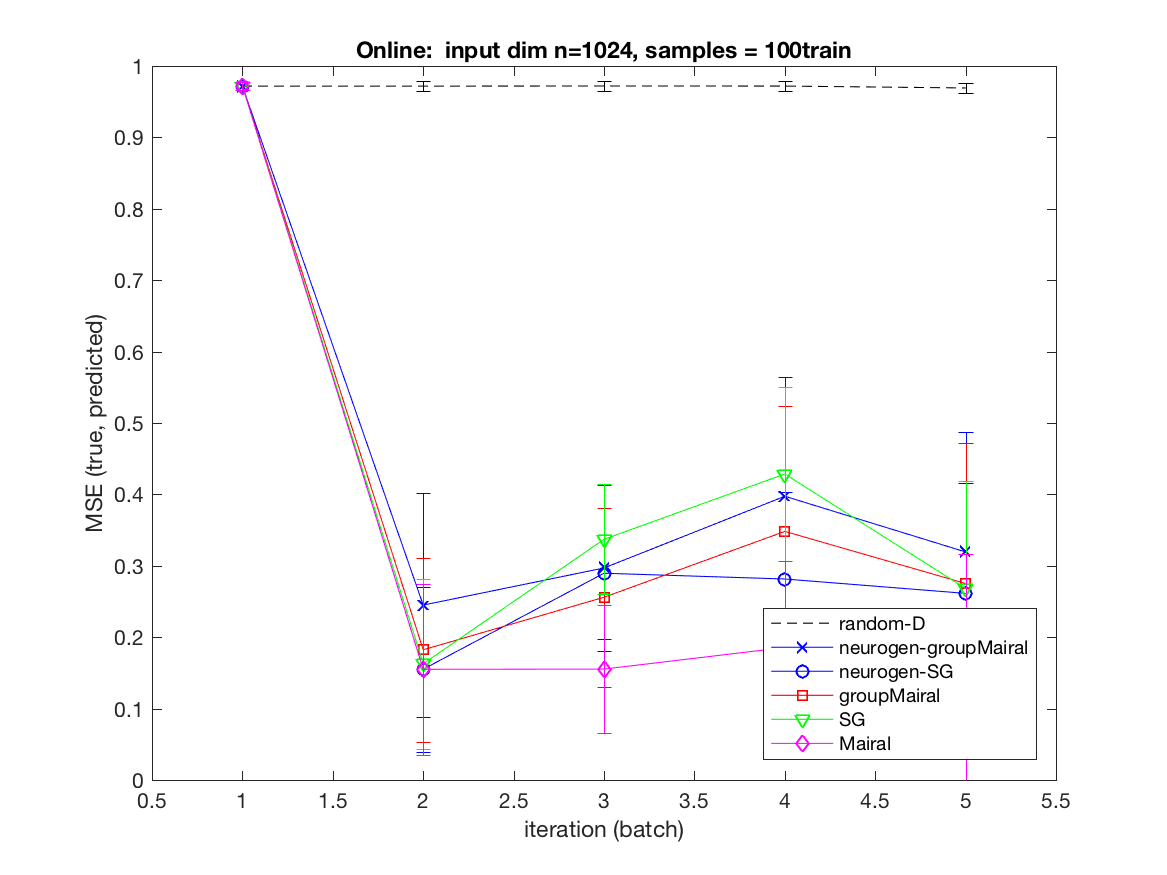 Online:  input dim n=1024, samples = 100train
MSE (true, predicted)
1
0.9
0.8
0.7
0.6
0.5
0.4
0.3
0.2
0.1
0
random-D
neurogen-groupMairal
neurogen-SG
groupMairal
SG
Mairal
0.5 1 1.5 2 2.5 3 3.5 4 4.5 5 5.5
iteration (batch)